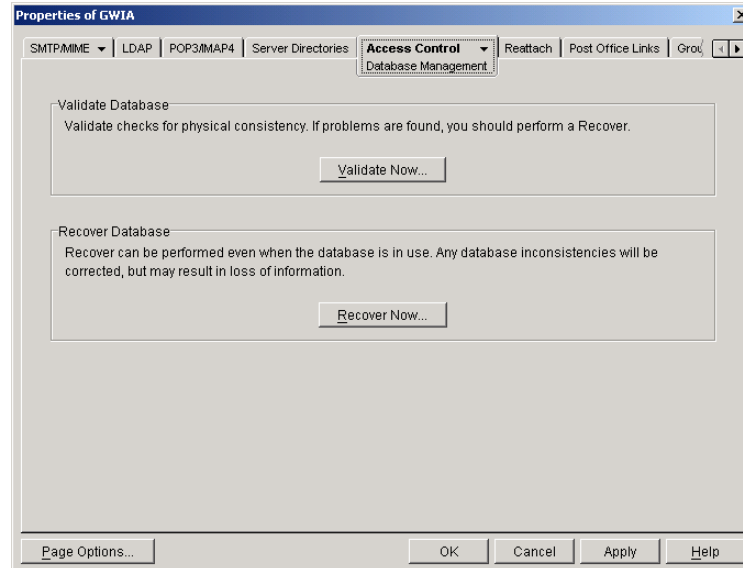 Properties of GWIA
SMTP/MIME LDAP POP3/IMAP4 Server Directories Access Control Reattach Post Office Links
Database Management
Validate Database
Validate checks for physical consistency. If problems are found, you should perform a Recover.
Validate Now...
Recover Database
Recover can be performed even when the database is in use. Any database inconsistencies will be
corrected, but may result in loss of information.
Recover Now...
Page Options... OK Cancel Apply Help